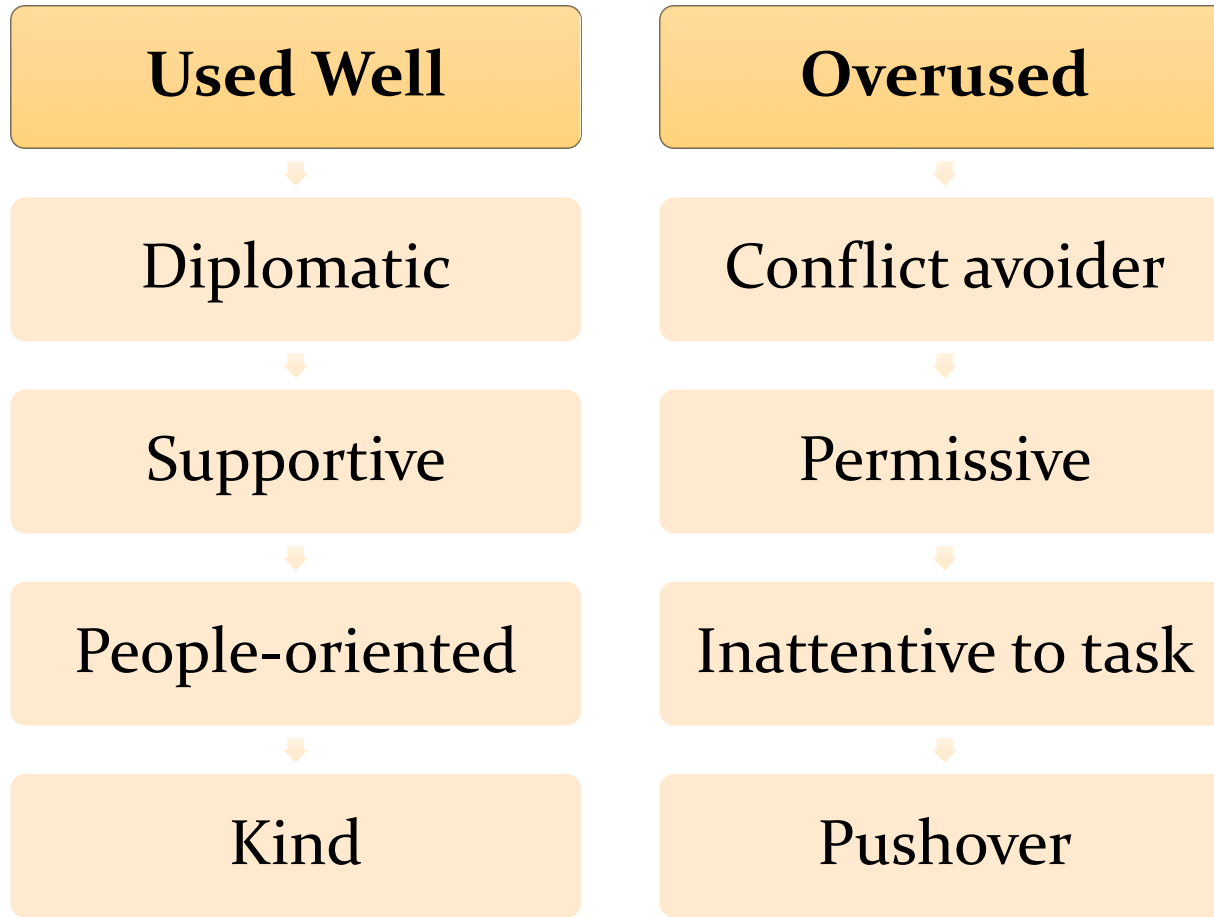 Used Well
Diplomatic
Supportive
People-oriented
Kind
Overused
Conflict avoider
Permissive
Inattentive to task
Pushover